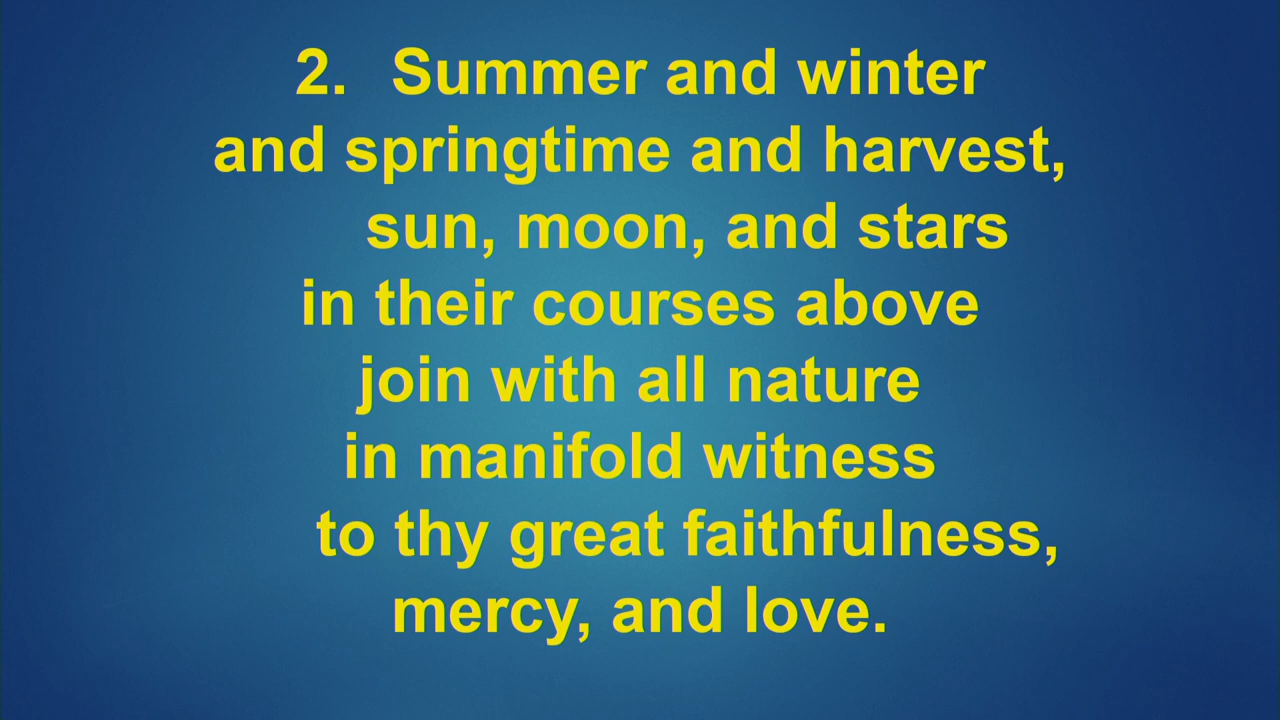 2. Summer and winter
and springtime and harvest,
sun, moon, and stars
in their courses above
join with all nature
in manifold witness
to thy great faithfulness,
mercy, and love.